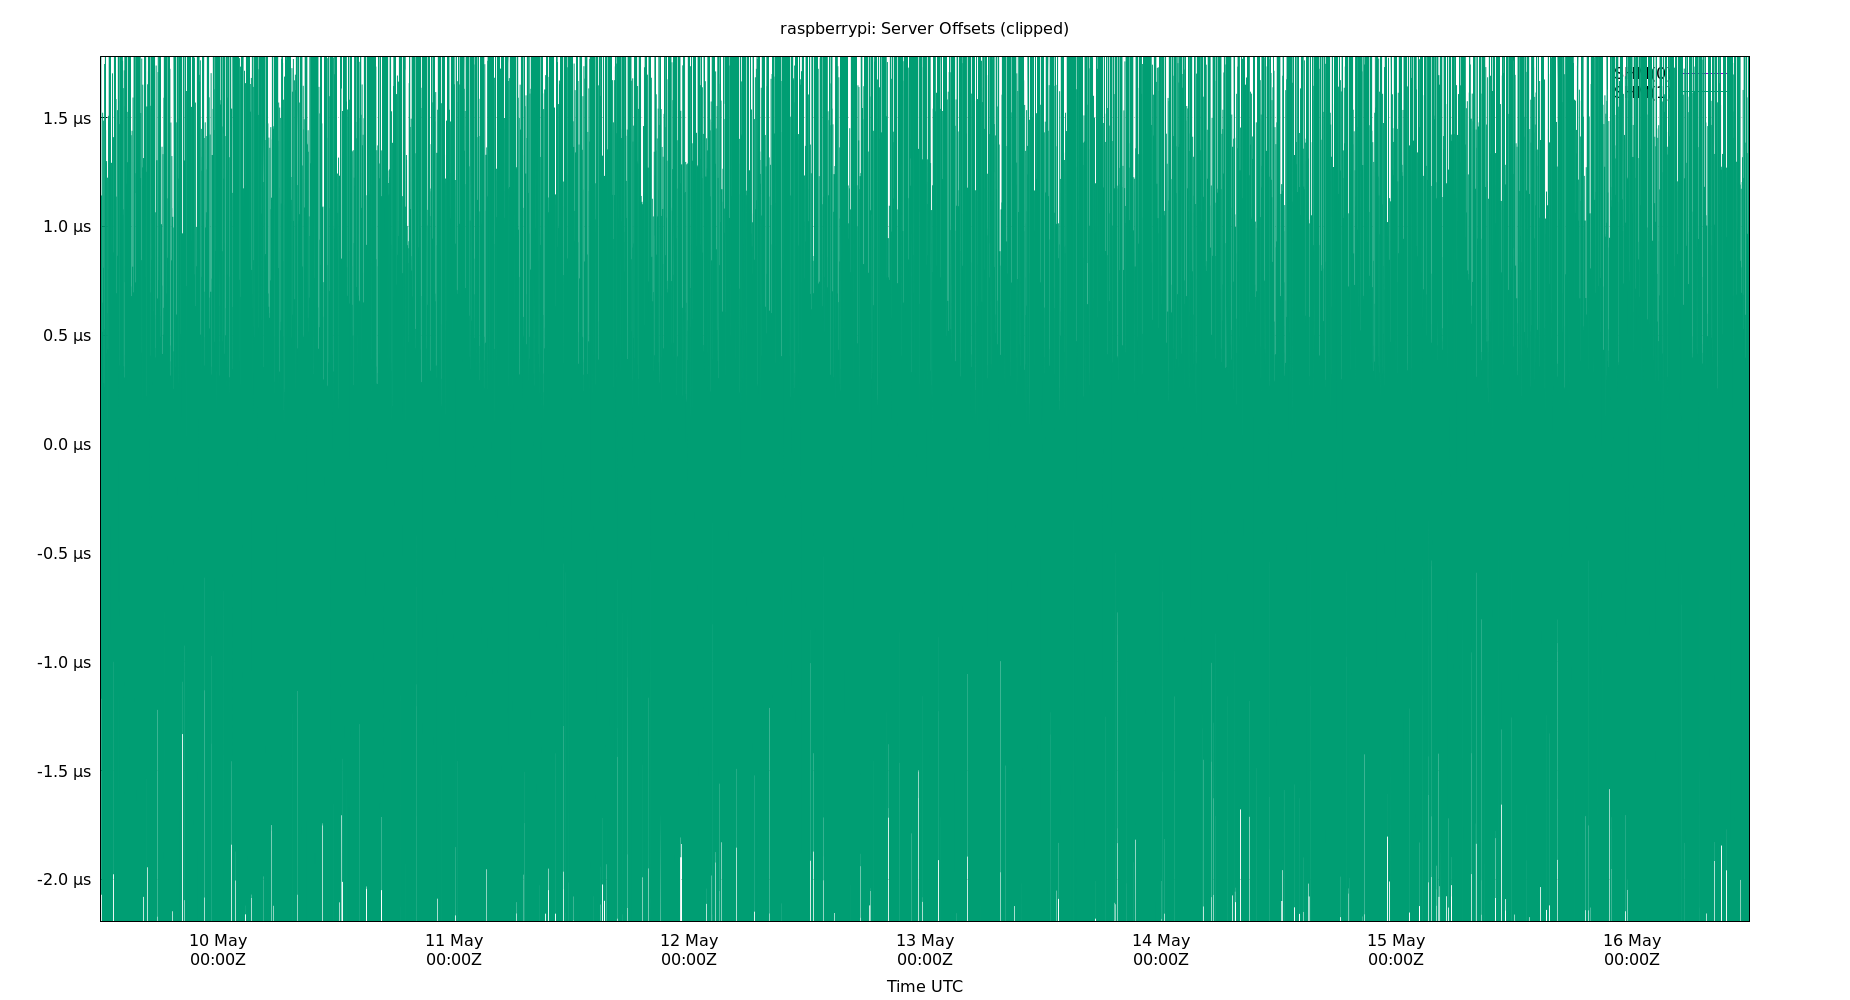 raspberrypi: Server Offsets (clipped)
SHM(0)
1.5 µs
1.0 µs
0.5 µs
0.0 µs
-0.5 µs
-1.0 µs
-1.5 µs
-2.0 µs
10 May
00:00Z
11 May
00:00Z
12 May
00:00Z
13 May
00:00Z
14 May
00:00Z
15 May
00:00Z
16 May
00:00Z
Time UTC